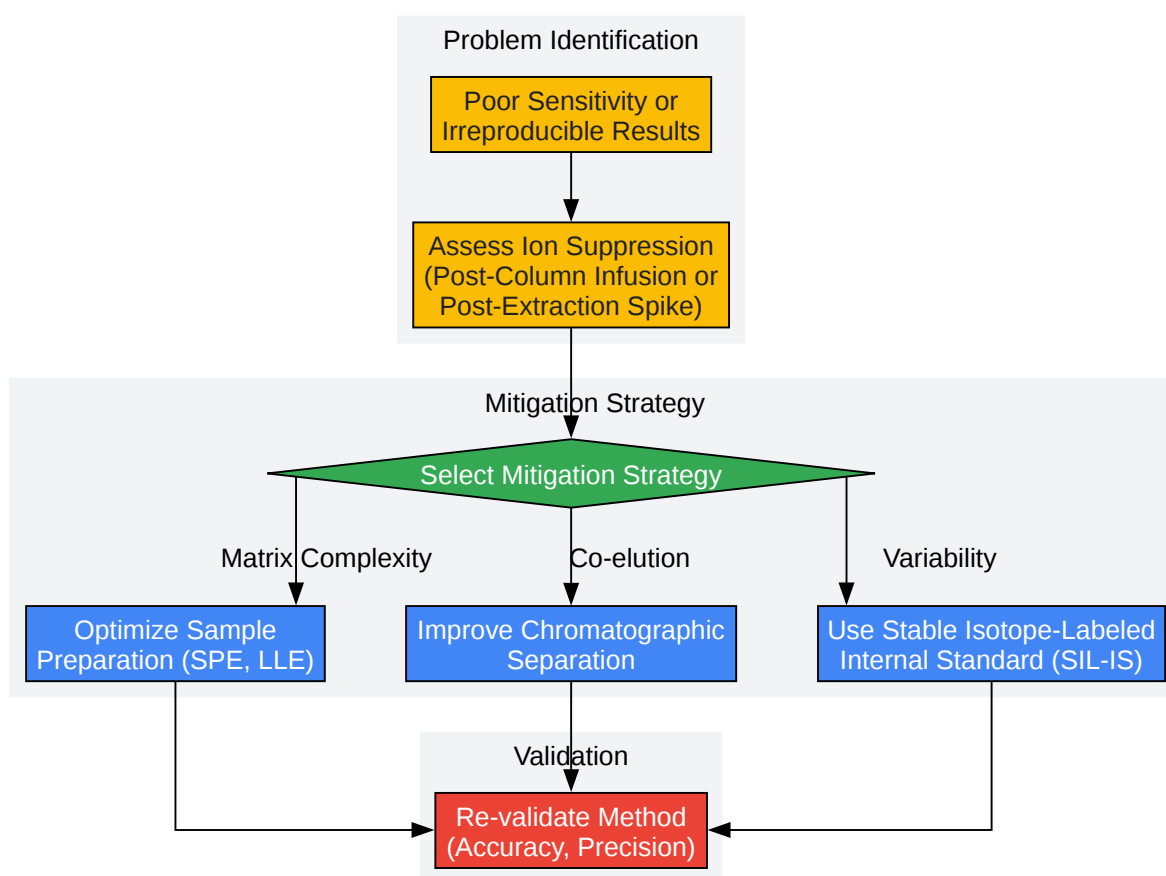 Problem Identification
Poor Sensitivity or
Irreproducible Results
Assess Ion Suppression
(Post-Column Infusion or
Post-Extraction Spike)
Mitigation Strategy
Select Mitigation Strategy
Matrix Complexity
Co-elution
Variability
Optimize Sample
Preparation (SPE, LLE)
Improve Chromatographic
Separation
Use Stable Isotope-Labeled
Internal Standard (SIL-IS)
Validation
Re-validate Method
(Accuracy, Precision)